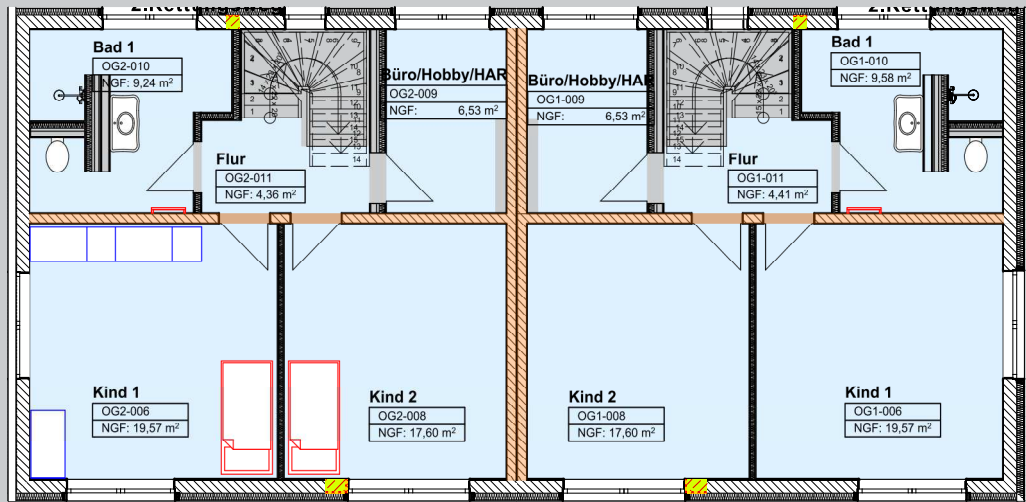 2.Rettungsweg
2.Rettungsweg
Bad 1
OG2-010
NGF: 9,24 m²
Büro/Hobby/HAR
OG2-009
NGF: 6,53 m²
Büro/Hobby/HAR
OG1-009
NGF: 6,53 m²
Bad 1
OG1-010
NGF: 9,58 m²
Flur
OG2-011
NGF: 4,36 m²
Flur
OG1-011
NGF: 4,41 m²
Kind 1
OG2-006
NGF: 19,57 m²
Kind 2
OG2-008
NGF: 17,60 m²
Kind 2
OG1-008
NGF: 17,60 m²
Kind 1
OG1-006
NGF: 19,57 m²